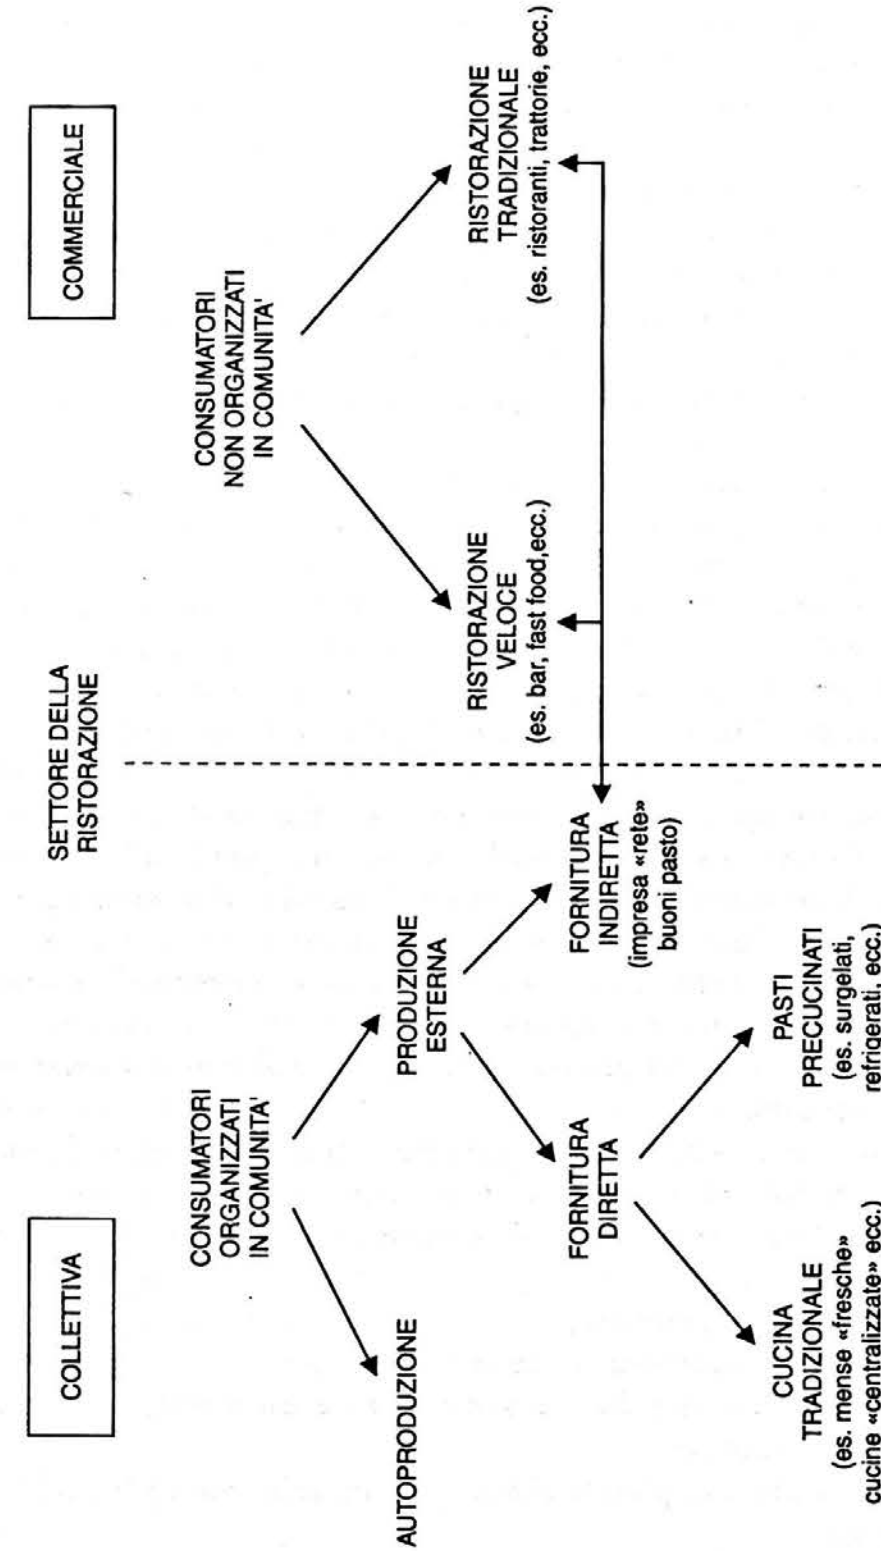 SETTORE DELLA
RISTORAZIONE
COLLETTIVA
COMMERCIALE
CONSUMATORI
ORGANIZZATI
IN COMUNITA'
CONSUMATORI
NON ORGANIZZATI
IN COMUNITA'
AUTOPRODUZIONE
PRODUZIONE
ESTERNA
RISTORAZIONE
VELOCE
(es. bar, fast food,ecc.)
RISTORAZIONE
TRADIZIONALE
(es. ristoranti, trattorie, ecc.)
FORNITURA
DIRETTA
FORNITURA
INDIRETTA
(impresa «rete»
buoni pasto)
CUCINA
TRADIZIONALE
(es. mense «fresche»
cucine «centralizzate» ecc.)
PASTI
PRECUCINATI
(es. surgelati,
refrigerati, ecc.)